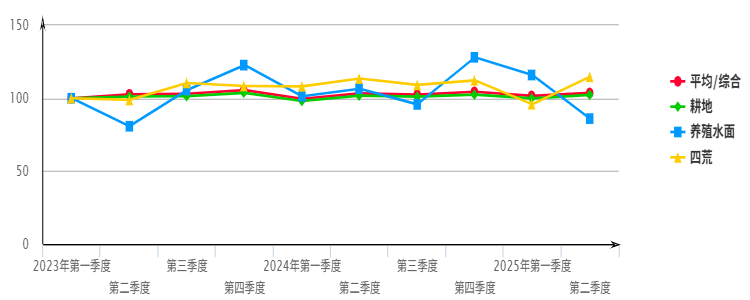 150
100
50
0
2023年第一季度
第二季度
第三季度
第四季度
2024年第一季度
第二季度
第三季度
第四季度
2025年第一季度
第二季度
平均/综合
耕地
养殖水面
四荒